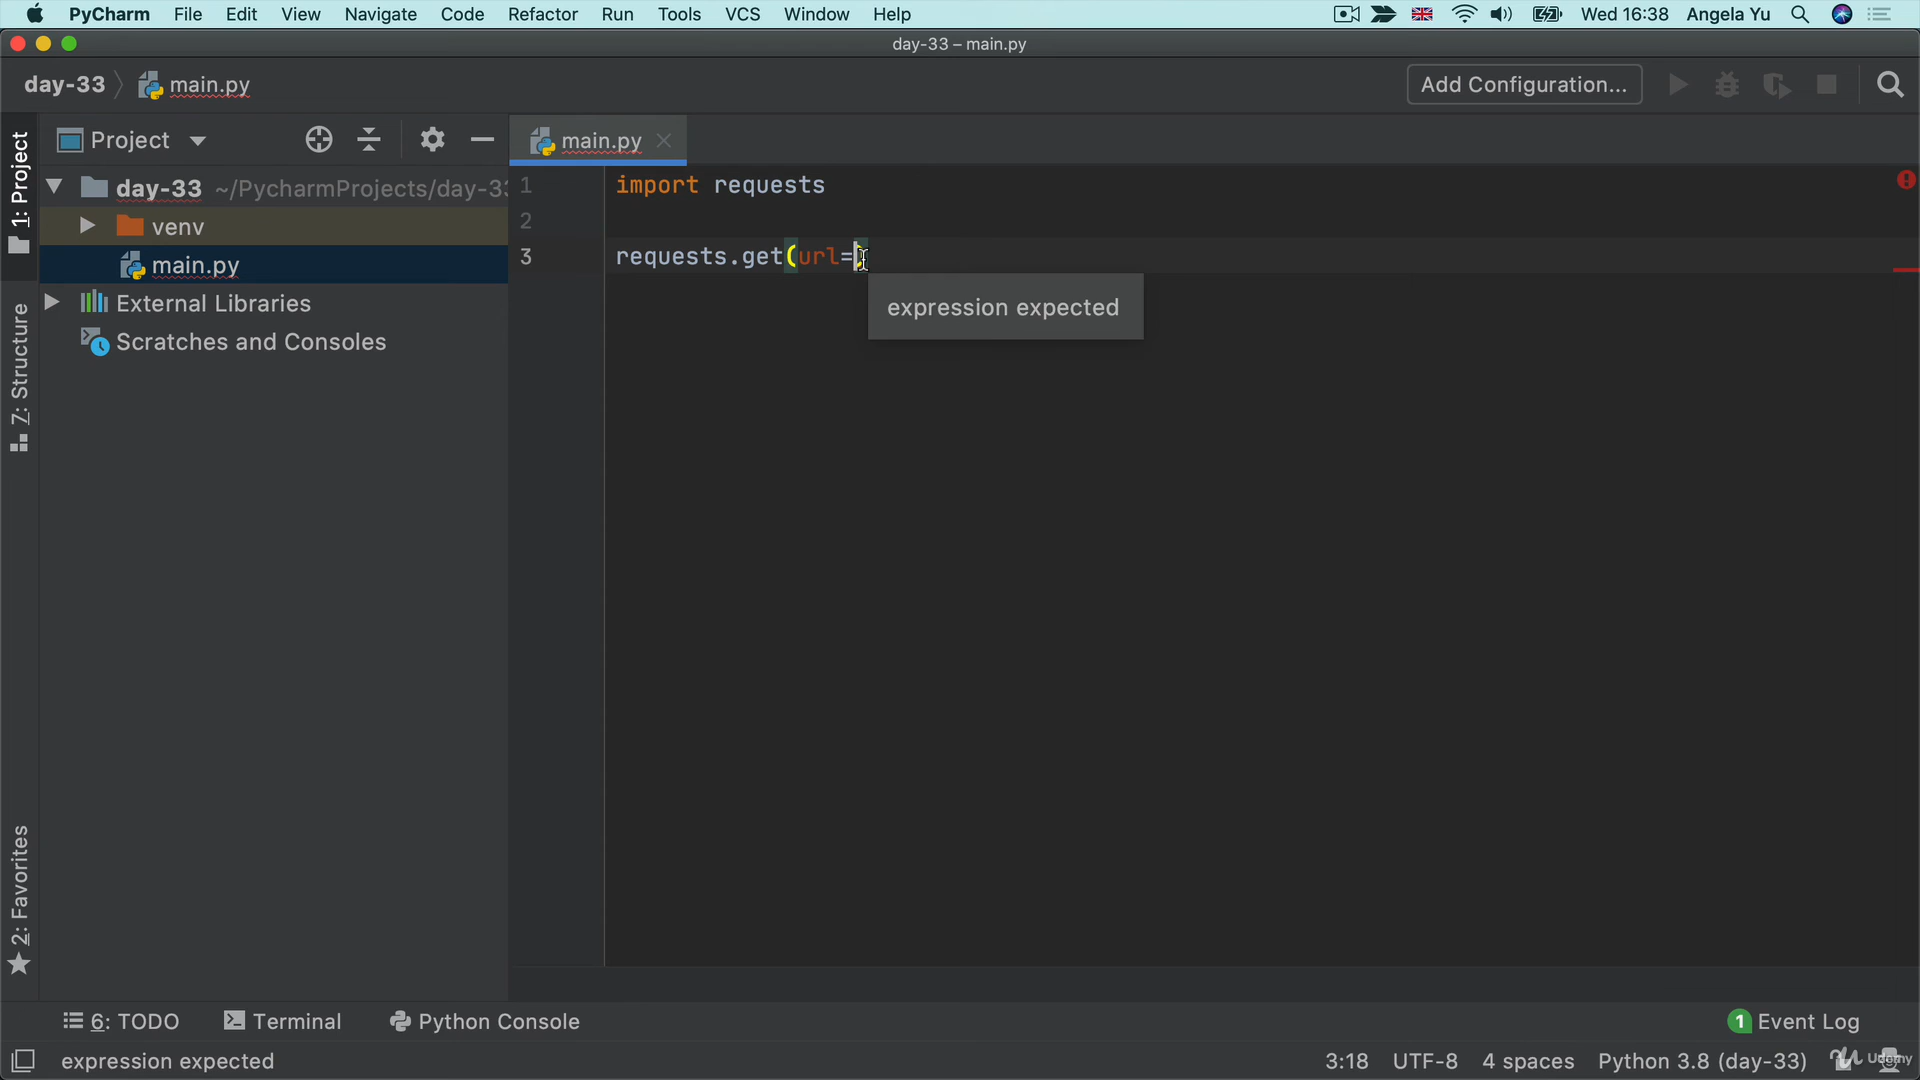 PyCharm File Edit View Navigate Code Refactor Run Tools VCS Window Help Wed 16:38 Angela Yu
day-33 – main.py
day-33 main.py Add Configuration...
1: Project
Project
main.py
day-33 ~/PycharmProjects/day-33
venv
main.py
External Libraries
Scratches and Consoles
7: Structure
2: Favorites
1 import requests
2
3 requests.get(url=)
expression expected
6: TODO Terminal Python Console 1 Event Log
expression expected 3:18 UTF-8 4 spaces Python 3.8 (day-33) Udemy